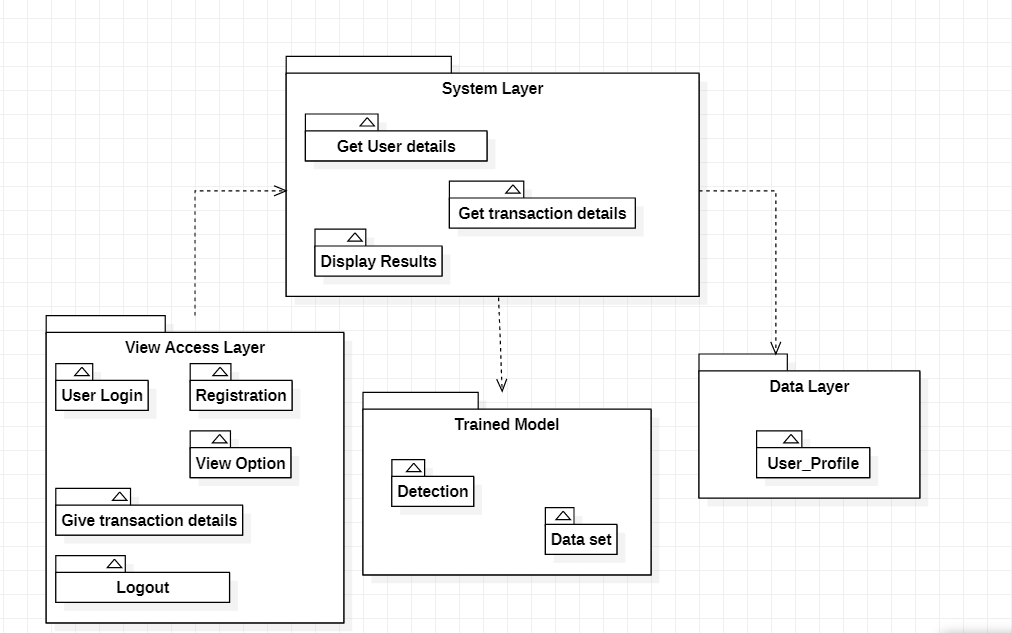 System Layer
Get User details
Get transaction details
Display Results
View Access Layer
User Login
Registration
View Option
Give transaction details
Logout
Trained Model
Detection
Data set
Data Layer
User_Profile